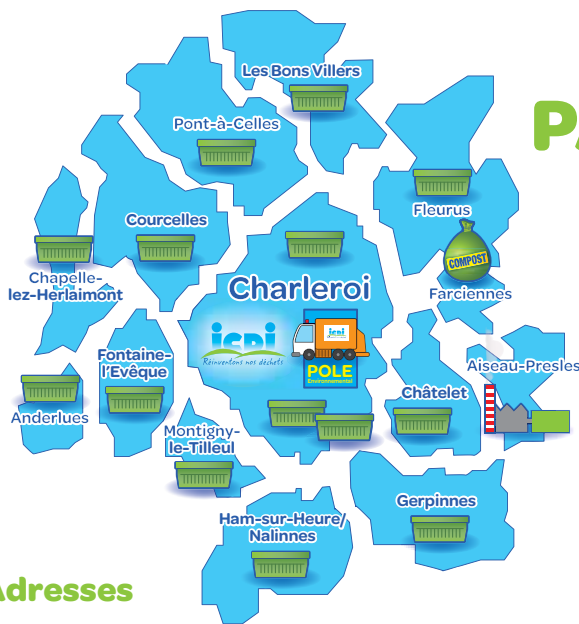 Les Bons Villers
PA
Pont-à-Celles
Fleurus
Courcelles
COMPOST
Chapelle-
lez-Herlaimont
Charleroi
Farciennes
icdi
icdi
Réinventons nos déchets
POLE
Environnemental
Fontaine-
l'Evêque
Aiseau-Presles
Châtelet
Anderlues
Montigny-
le-Tilleul
Gerpinnes
Ham-sur-Heure/
Nalinnes
Adresses